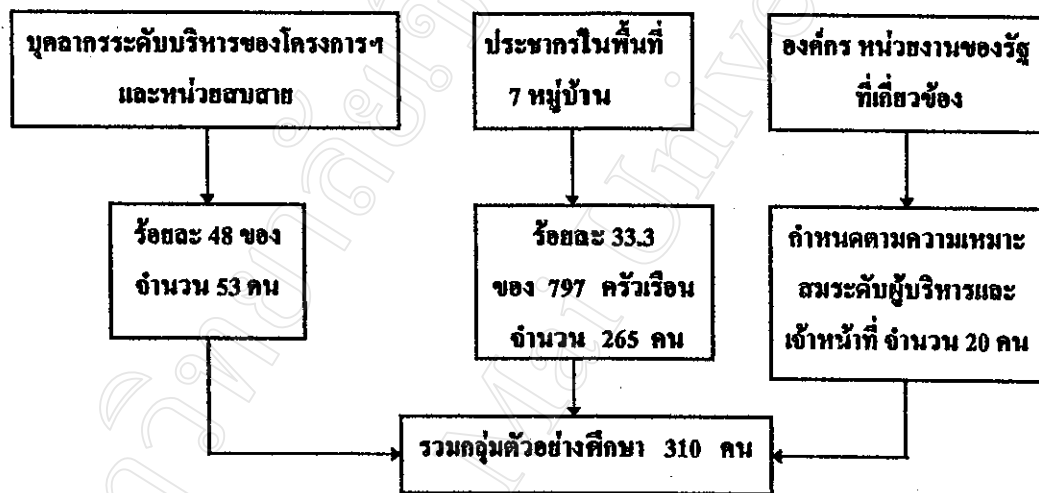 บุคลากรระดับบริหารของโครงการฯ
และหน่วยสบสาย
ประชากรในพื้นที่
7 หมู่บ้าน
องค์กร หน่วยงานของรัฐ
ที่เกี่ยวข้อง
ร้อยละ 48 ของ
จำนวน 53 คน
ร้อยละ 33.3
ของ 797 ครัวเรือน
จำนวน 265 คน
กำหนดตามความเหมาะ
สมระดับผู้บริหารและ
เจ้าหน้าที่ จำนวน 20 คน
รวมกลุ่มตัวอย่างศึกษา 310 คน